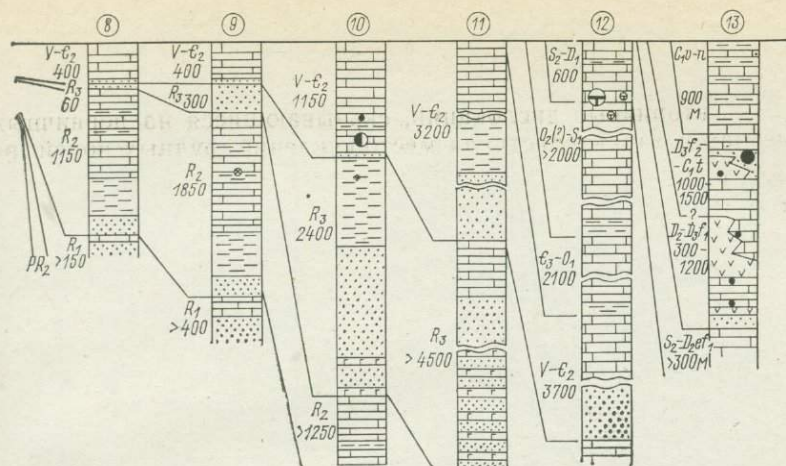 8 9 10 11 12 13
V-Є₂
400
R₃
60
R₂
1150
R₁
>150
PR₂
V-Є₂
400
R₃ 300
R₂
1850
R₁
>400
V-Є₂
1150
R₃
2400
R₂
>1250
V-Є₂
3200
R₃
>4500
S₂-D₁
600
O₂(?)-S₁
>2000
Є₃-O₁
2100
V-Є₂
3700
C₁v-n
900
м
D₃f₂-
-C₁t
1000-
1500
?
D₂-D₃f₁
300-
1200
S₂-D₂ef₁
>300м